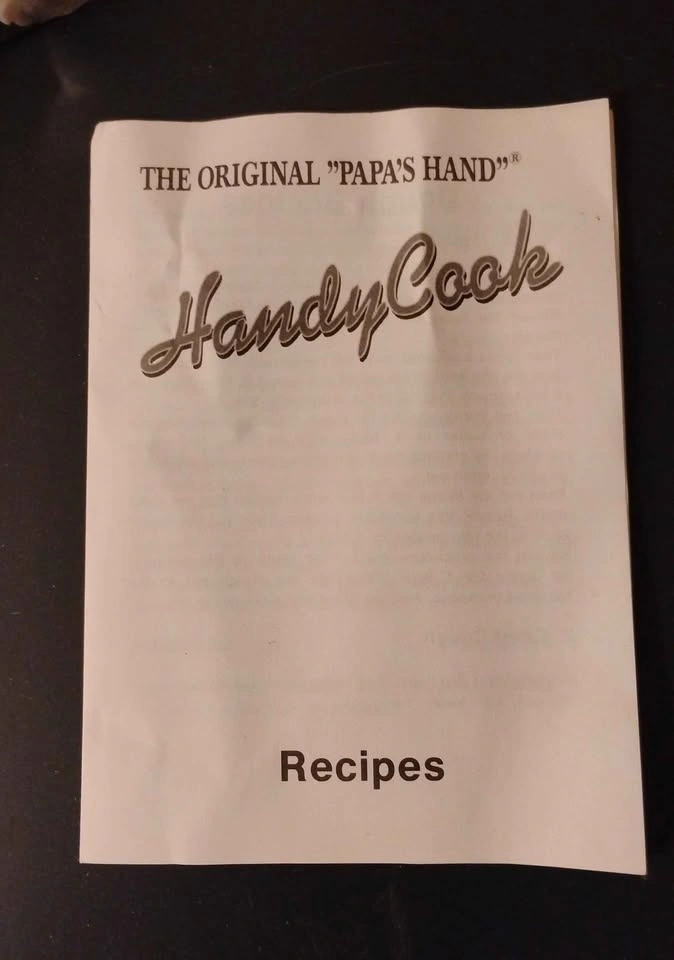 THE ORIGINAL ”PAPA’S HAND”®
HandyCook
Recipes